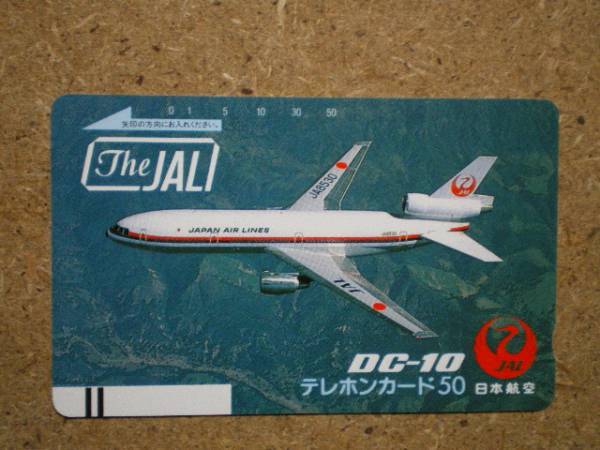 0 1 5 10 30 50
矢印の方向にお入れください。
The JAL
JA8530
JAPAN AIR LINES
JAL
JAL
DC-10
JAL
テレホンカード50 日本航空